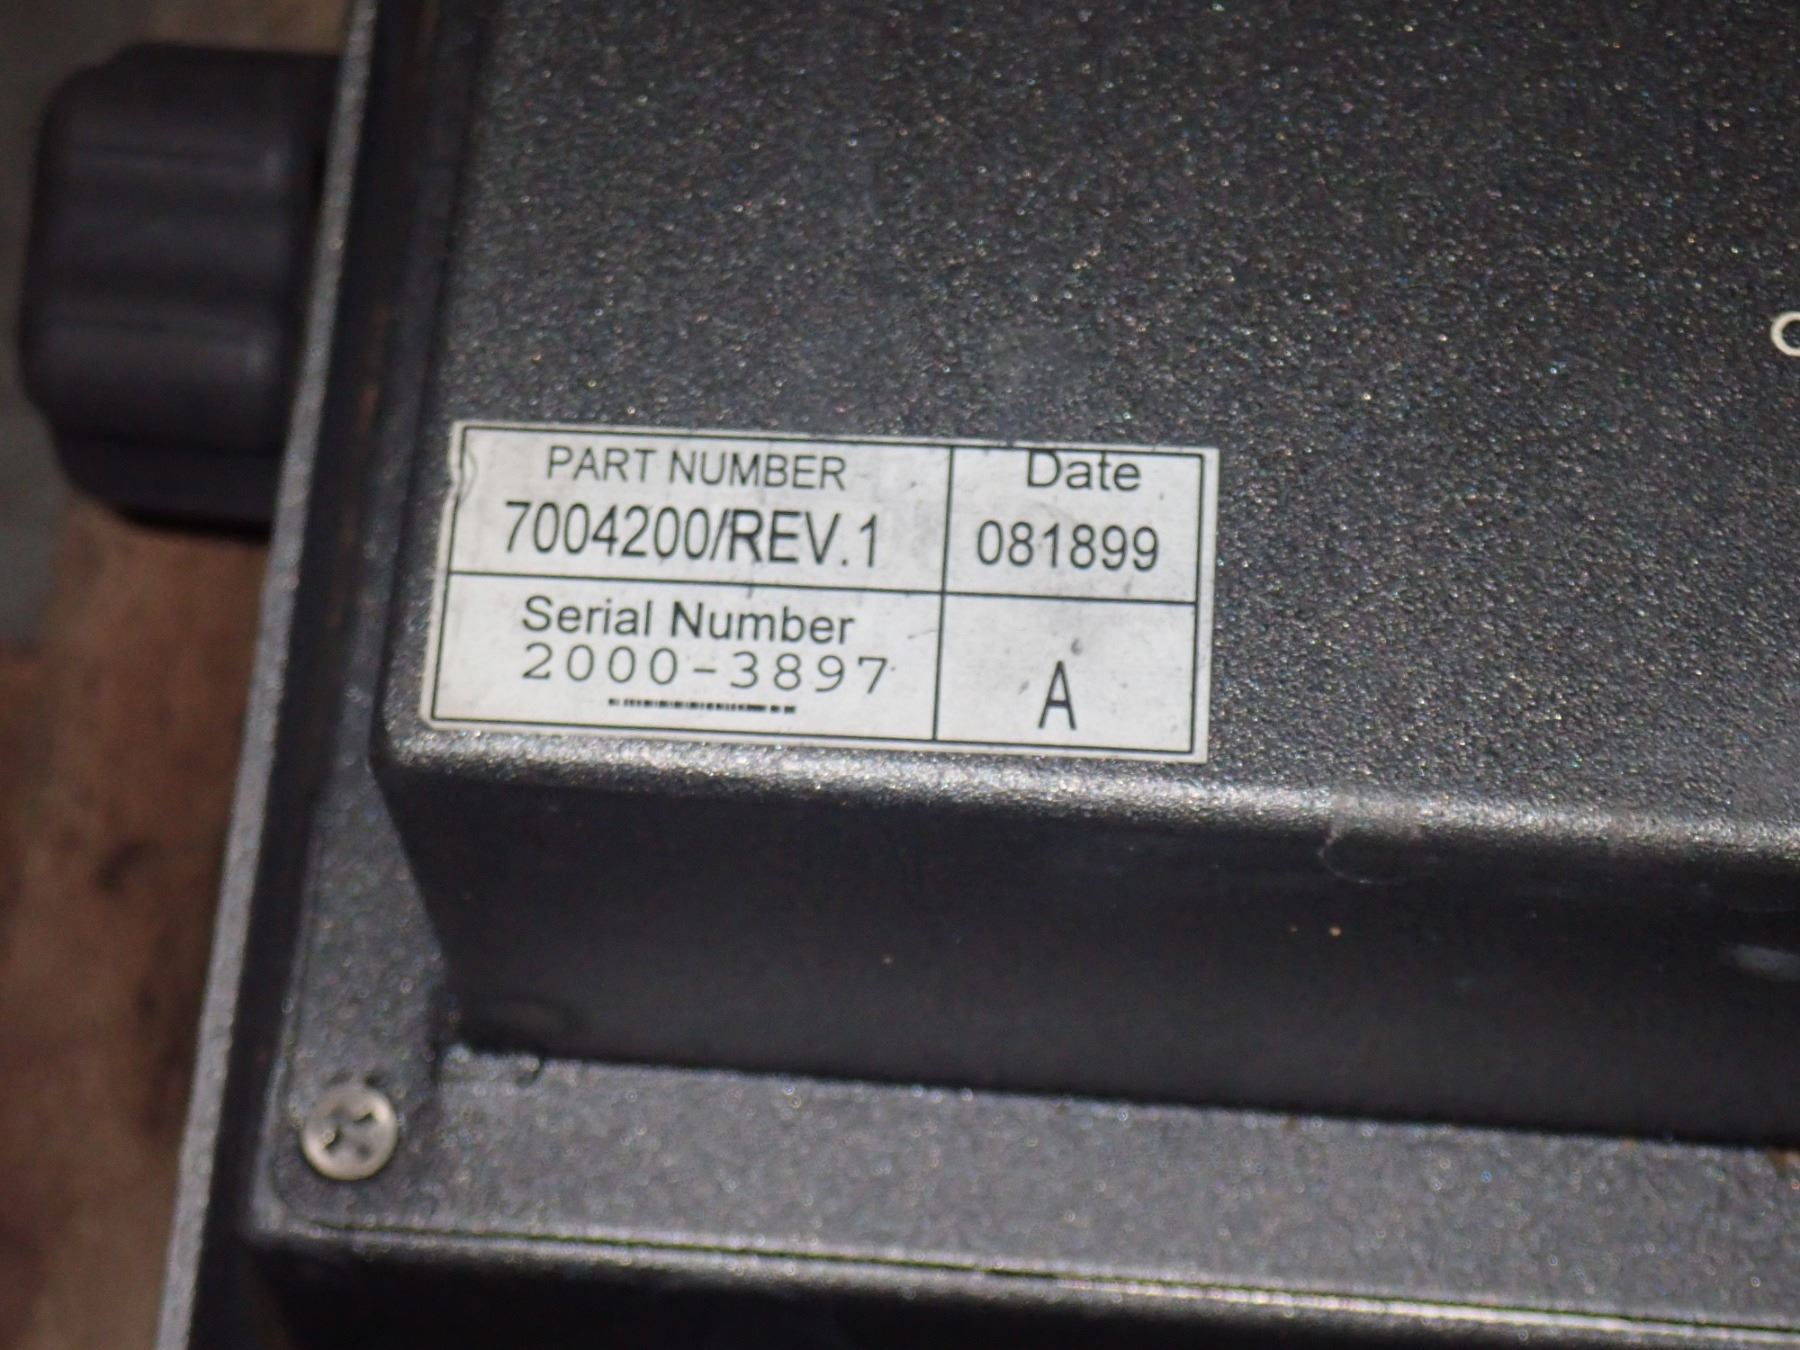 PART NUMBER
7004200/REV.1
Date
081899
Serial Number
2000-3897
A